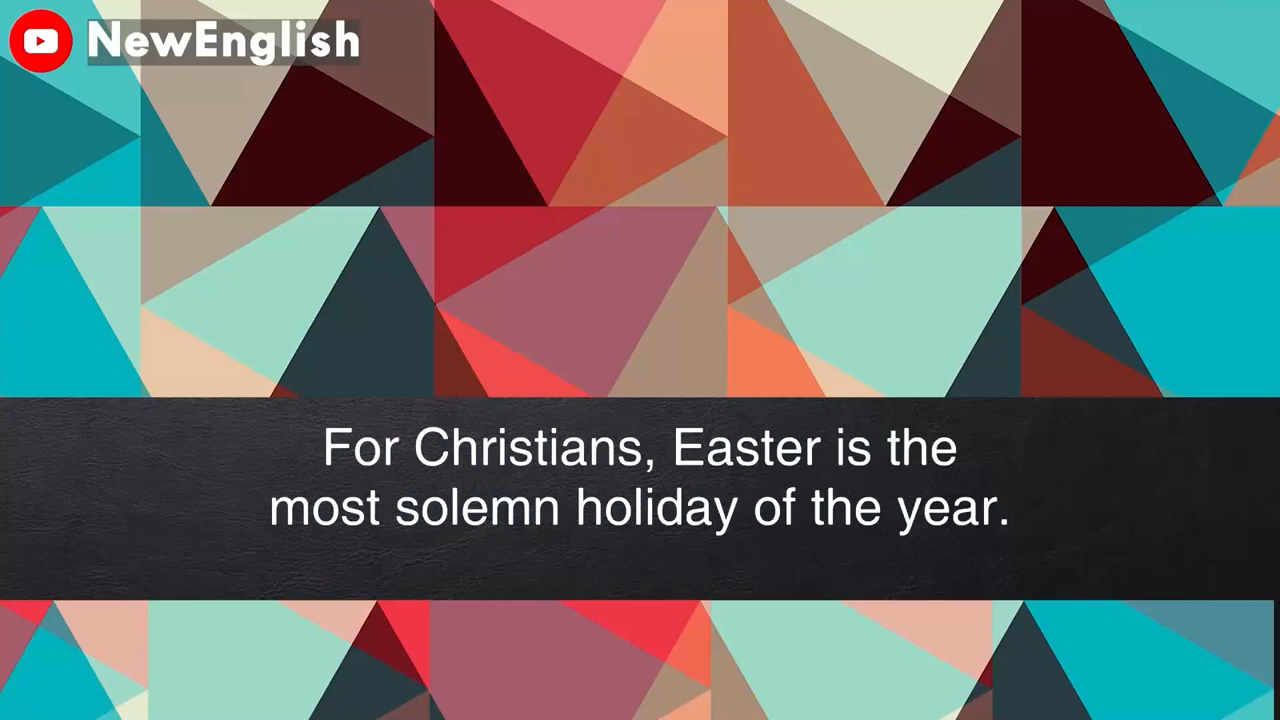 NewEnglish
For Christians, Easter is the
most solemn holiday of the year.